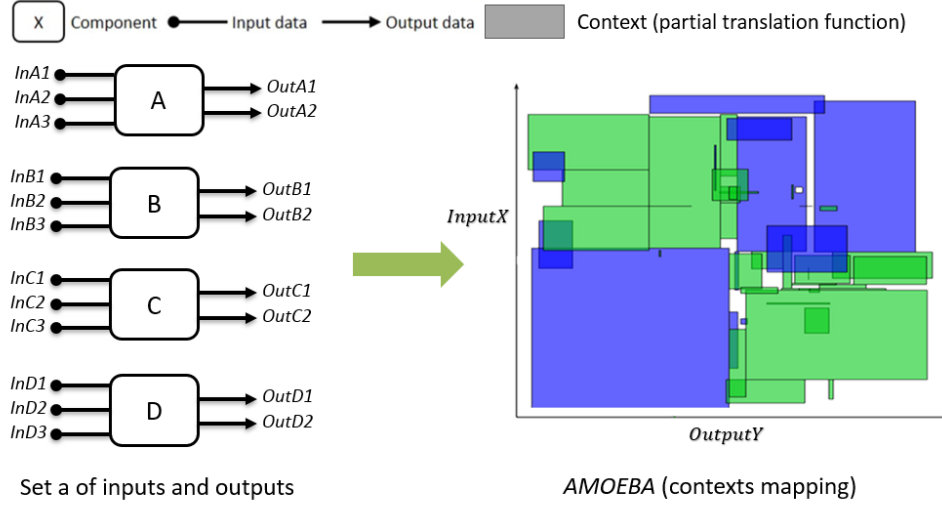 X Component Input data Output data Context (partial translation function)
InA1
InA2
InA3
A
OutA1
OutA2
InB1
InB2
InB3
B
OutB1
OutB2
InC1
InC2
InC3
C
OutC1
OutC2
InD1
InD2
InD3
D
OutD1
OutD2
InputX
OutputY
Set a of inputs and outputs
AMOEBA (contexts mapping)